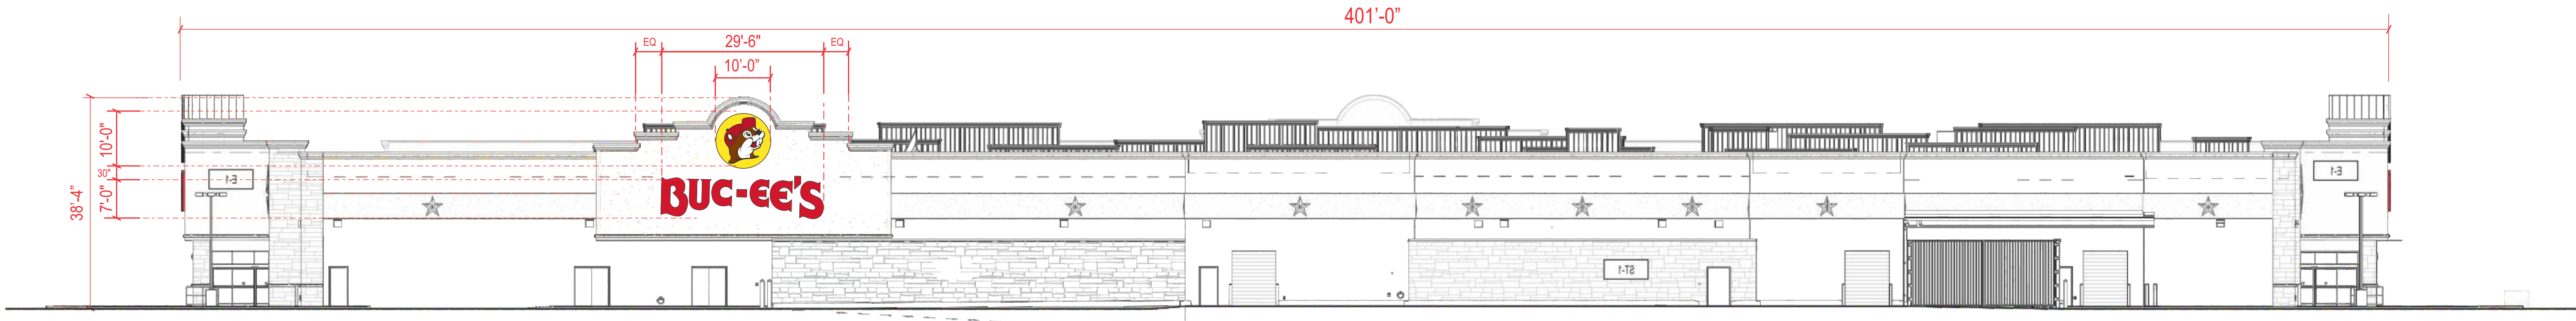 401'-0"
EQ 29'-6" EQ
10'-0"
38'-4"
10'-0"
30"
7'-0"
E-1
BUC-EE'S
E-1
ST-1